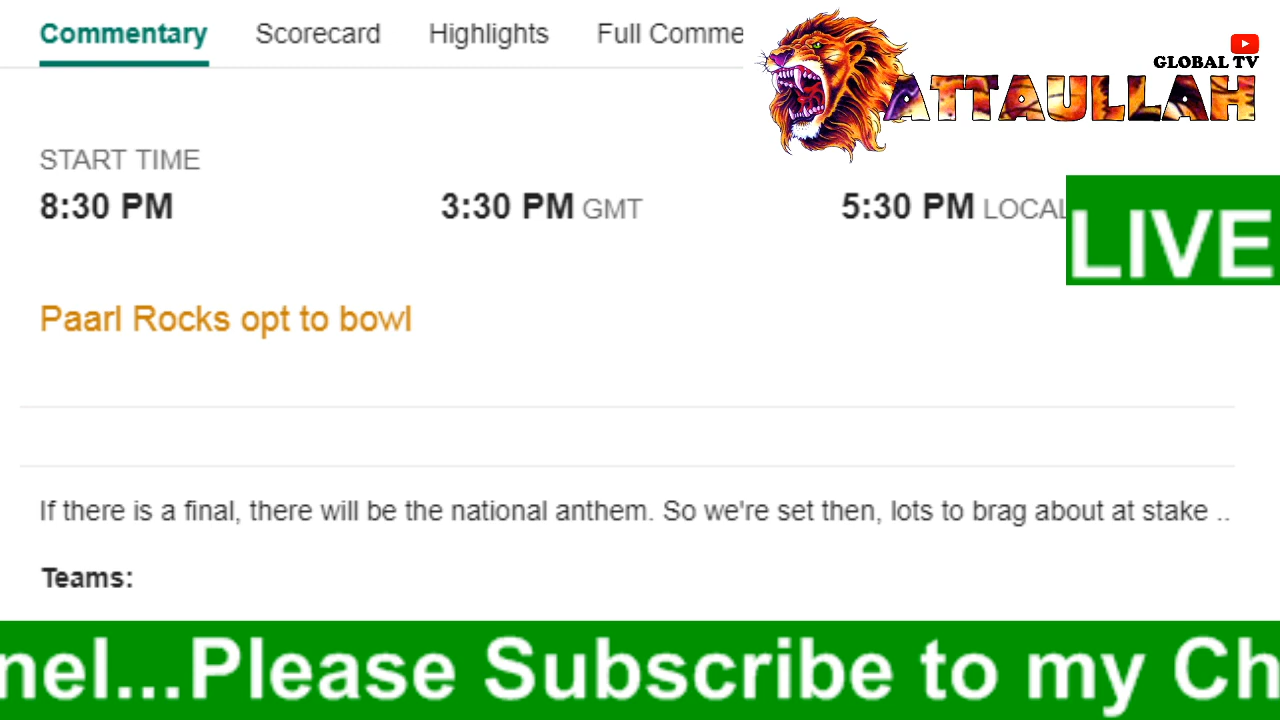 Commentary Scorecard Highlights Full Comme
GLOBAL TV
ATTAULLAH
START TIME
8:30 PM 3:30 PM GMT 5:30 PM LOCAL
LIVE
Paarl Rocks opt to bowl
If there is a final, there will be the national anthem. So we're set then, lots to brag about at stake ..
Teams:
nel...Please Subscribe to my Ch